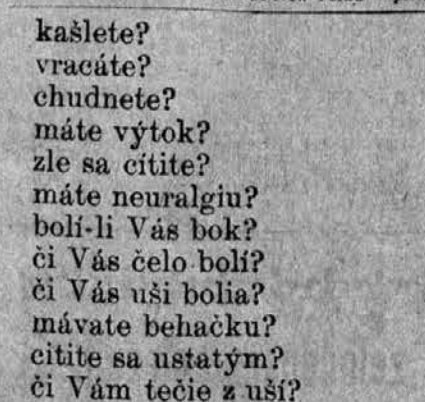 kašlete?
vracáte?
chudnete?
máte výtok?
zle sa cítite?
máte neuralgiu?
bolí-li Vás bok?
či Vás čelo bolí?
či Vás uši bolia?
mávate behačku?
citite sa ustatým?
či Vám tečie z uší?